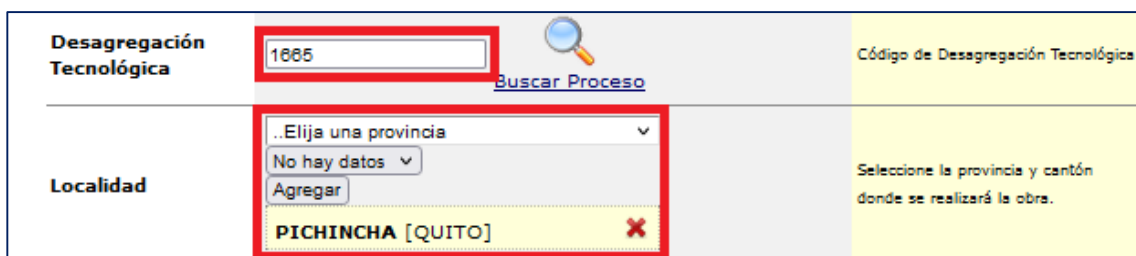 Desagregación
Tecnológica
1665
Buscar Proceso
Código de Desagregación Tecnológica
Localidad
..Elija una provincia
No hay datos
Agregar
PICHINCHA [QUITO]
Seleccione la provincia y cantón
donde se realizará la obra.